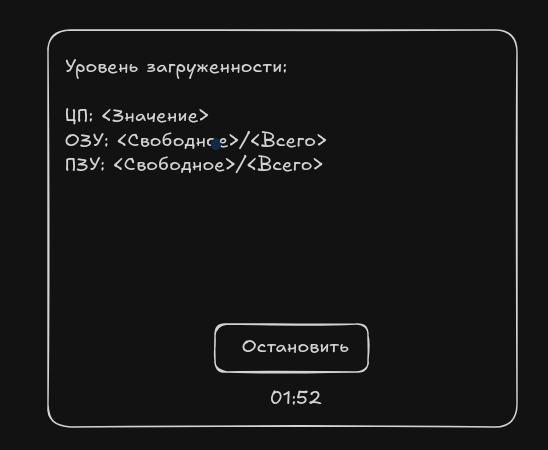 Уровень загруженности:
ЦП: <Значение>
ОЗУ: <Свободное>/<Всего>
ПЗУ: <Свободное>/<Всего>
Остановить
01:52